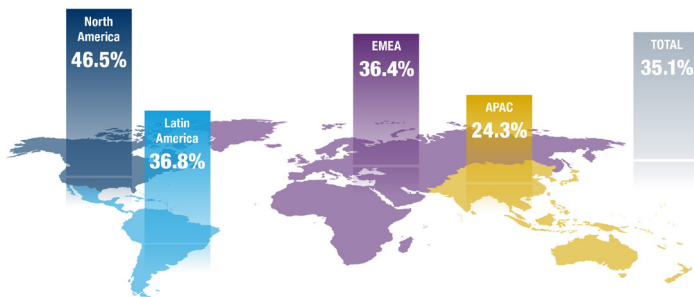 North
America
46.5%
Latin
America
36.8%
EMEA
36.4%
APAC
24.3%
TOTAL
35.1%